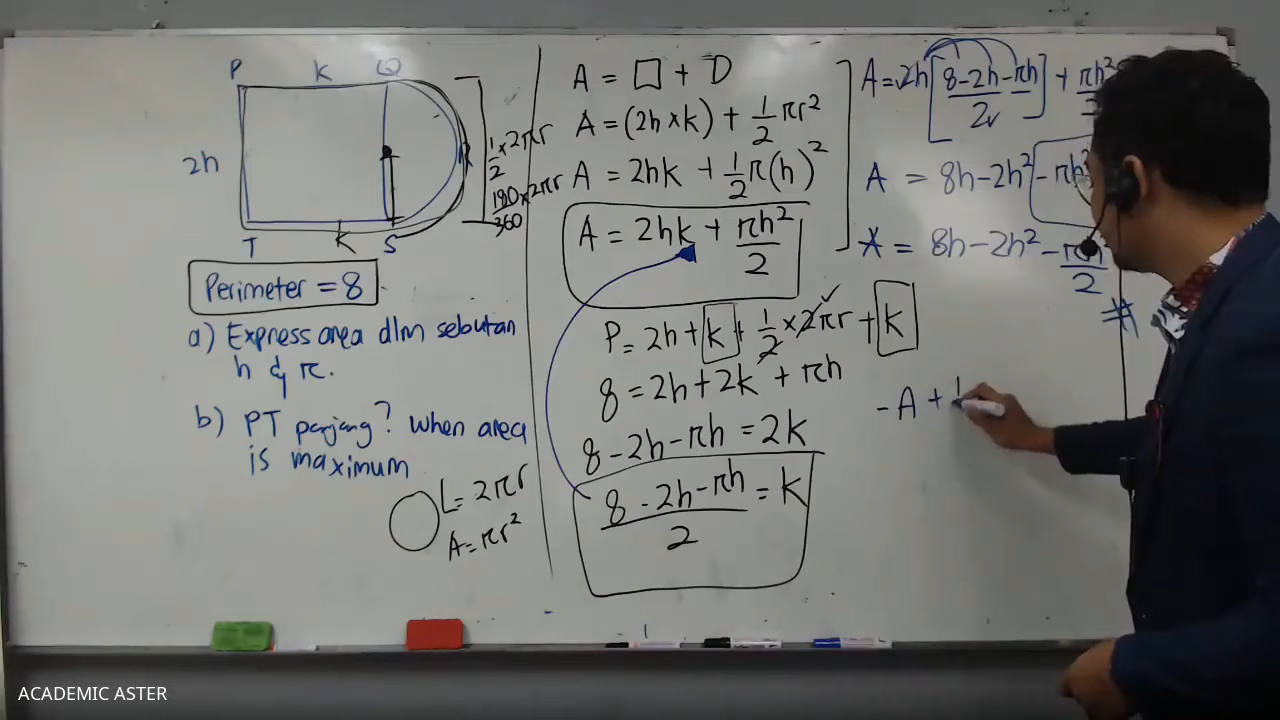 P K Q
2h
T K S
1/2 × 2πr
180/360 × 2πr
Perimeter = 8
a) Express area dlm sebutan
h & π.
b) PT panjang? When area
is maximum
L = 2πr
A = πr²
A = □ + D
A = (2h × k) + 1/2 πr²
A = 2hk + 1/2 π(h)²
A = 2hk + πh²/2
P = 2h + k + 1/2 × 2πr + k
8 = 2h + 2k + πh
8 - 2h - πh = 2k
8 - 2h - πh / 2 = k
A = 2h [8 - 2h - πh / 2] + πh²
A = 8h - 2h² - πh²
A = 8h - 2h² - πh / 2
- A +
ACADEMIC ASTER